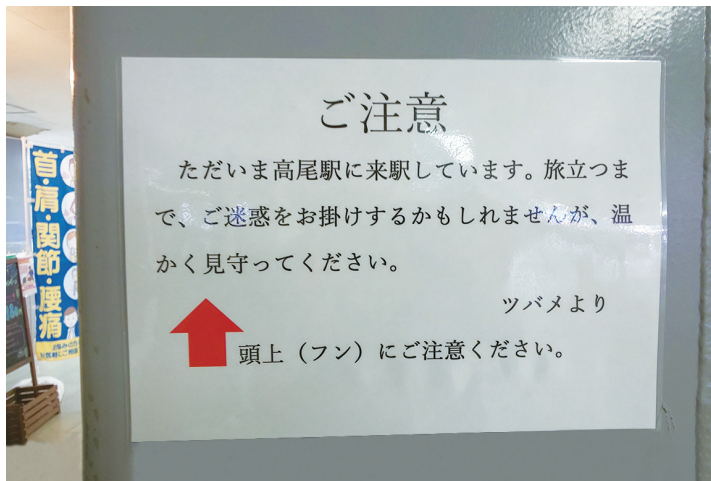 ご注意
ただいま高尾駅に来駅しています。旅立つま
で、ご迷惑をお掛けするかもしれませんが、温
かく見守ってください。
ツバメより
頭上（フン）にご注意ください。
首・肩・関節・腰痛